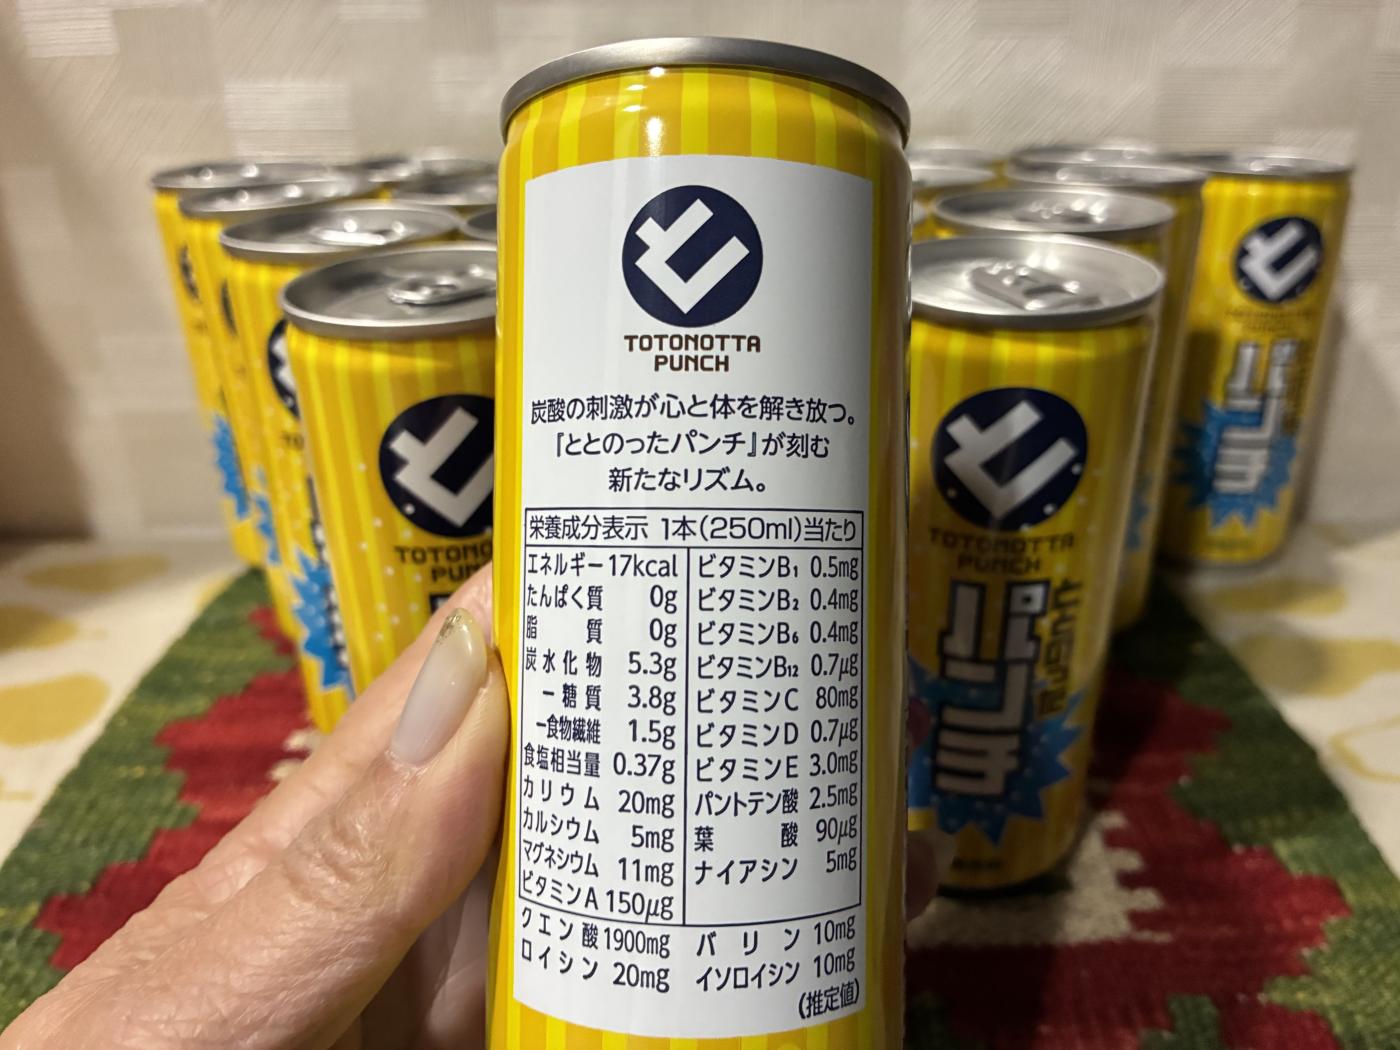 TOTONOTTA
PUNCH
炭酸の刺激が心と体を解き放つ。
『ととのったパンチ』が刻む
新たなリズム。
栄養成分表示 1本(250ml)当たり
エネルギー 17kcal
たんぱく質 0g
脂質 0g
炭水化物 5.3g
ー糖質 3.8g
ー食物繊維 1.5g
食塩相当量 0.37g
カリウム 20mg
カルシウム 5mg
マグネシウム 11mg
ビタミンA 150μg
ビタミンB₁ 0.5mg
ビタミンB₂ 0.4mg
ビタミンB₆ 0.4mg
ビタミンB₁₂ 0.7μg
ビタミンC 80mg
ビタミンD 0.7μg
ビタミンE 3.0mg
パントテン酸 2.5mg
葉酸 90μg
ナイアシン 5mg
クエン酸 1900mg バリン 10mg
ロイシン 20mg イソロイシン 10mg
(推定値)
TOTONOTTA
PUNCH
ととのった
パンチ
パンチ